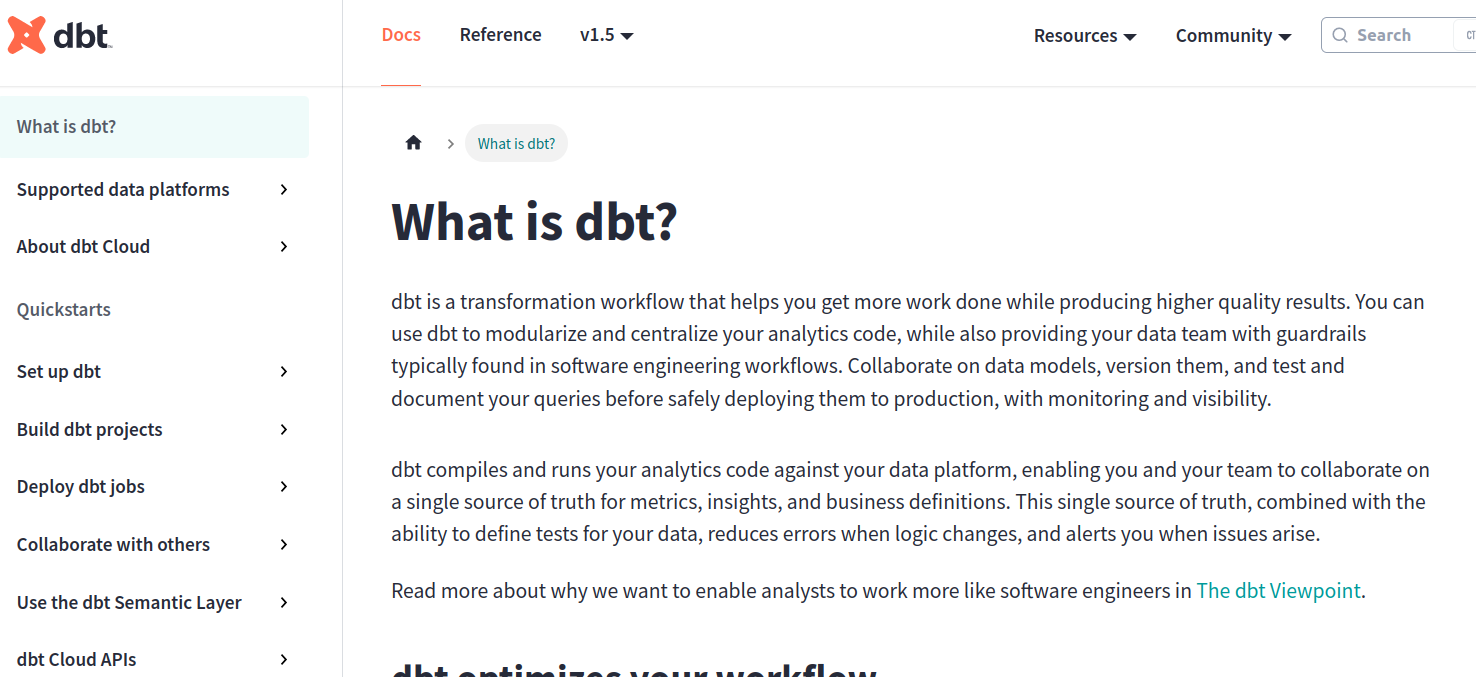 dbt
Docs
Reference
v1.5
Resources
Community
Search
What is dbt?
Supported data platforms
About dbt Cloud
Quickstarts
Set up dbt
Build dbt projects
Deploy dbt jobs
Collaborate with others
Use the dbt Semantic Layer
dbt Cloud APIs
What is dbt?
What is dbt?
dbt is a transformation workflow that helps you get more work done while producing higher quality results. You can
use dbt to modularize and centralize your analytics code, while also providing your data team with guardrails
typically found in software engineering workflows. Collaborate on data models, version them, and test and
document your queries before safely deploying them to production, with monitoring and visibility.
dbt compiles and runs your analytics code against your data platform, enabling you and your team to collaborate on
a single source of truth for metrics, insights, and business definitions. This single source of truth, combined with the
ability to define tests for your data, reduces errors when logic changes, and alerts you when issues arise.
Read more about why we want to enable analysts to work more like software engineers in The dbt Viewpoint.
dbt optimizes your workflow